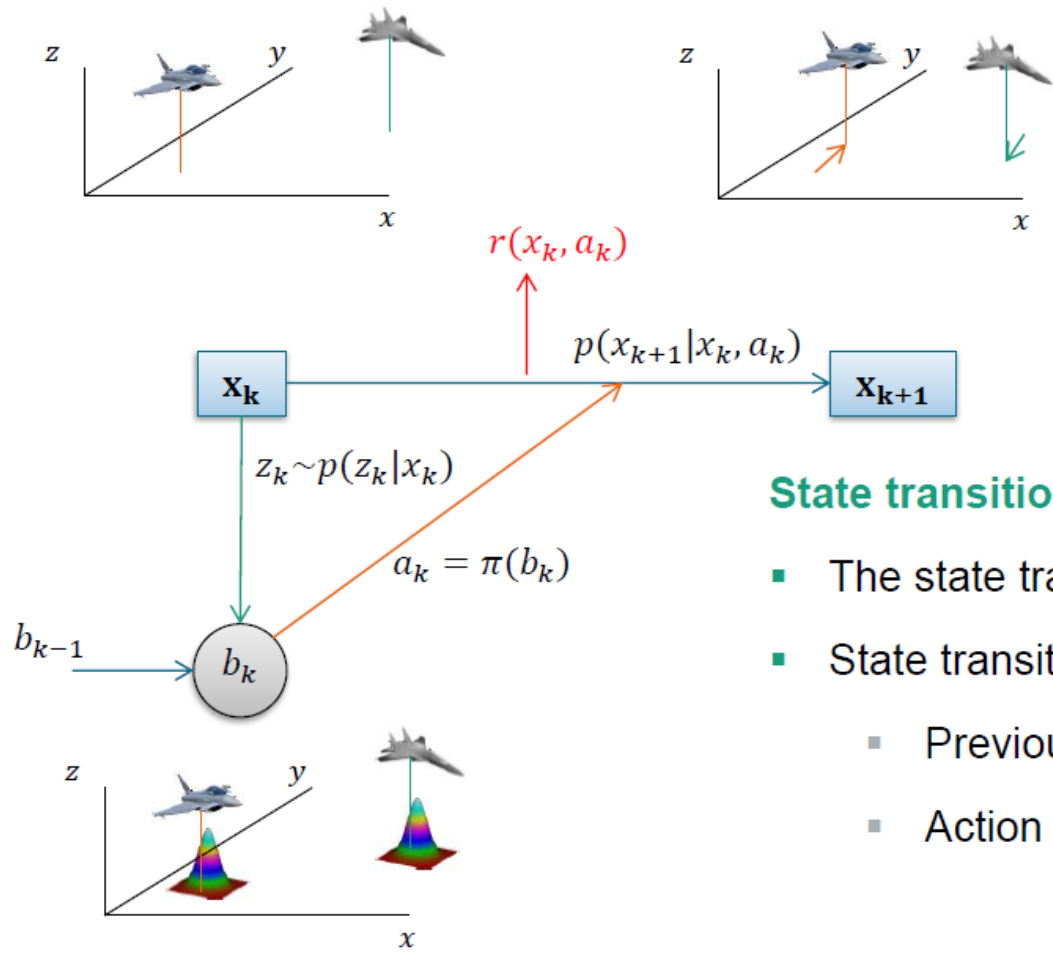 z
y
x
z
y
x
r(x_k, a_k)
p(x_{k+1}|x_k, a_k)
x_k
x_{k+1}
z_k~p(z_k|x_k)
State transitio
a_k = π(b_k)
▪ The state tra
b_{k-1}
b_k
▪ State transit
▪ Previou
z
y
▪ Action
x